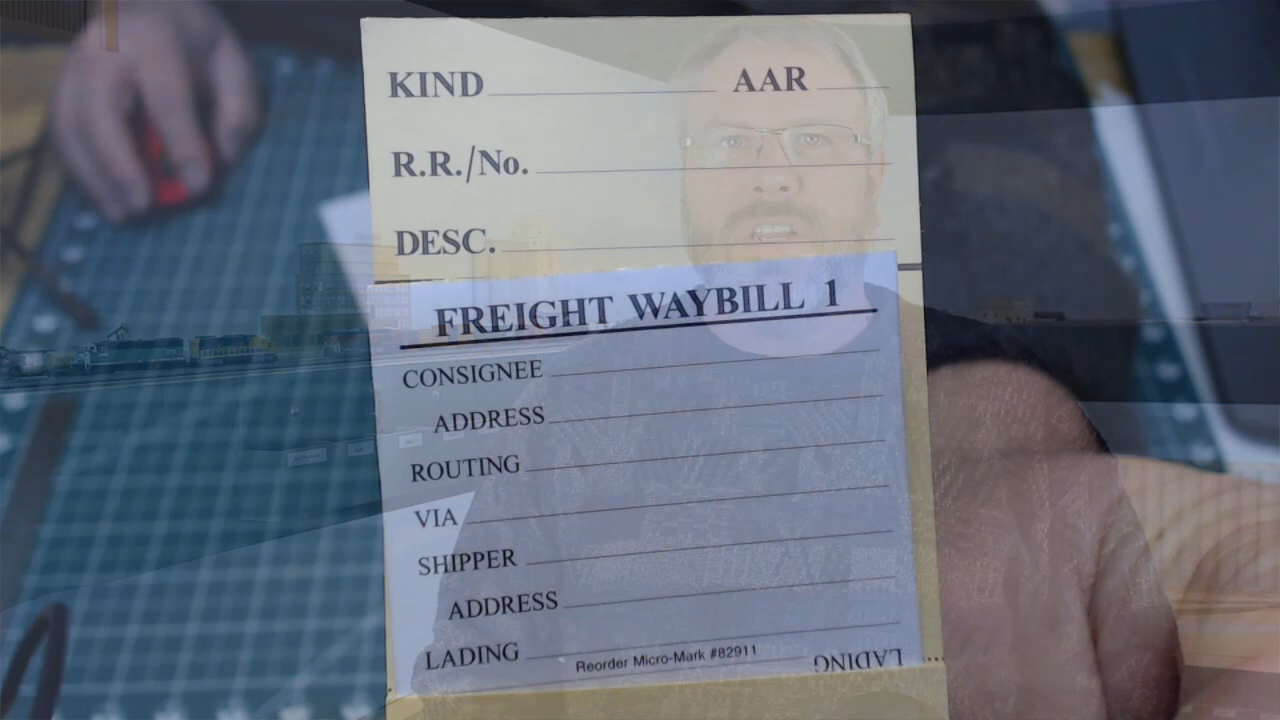 KIND AAR
R.R./No.
DESC.
FREIGHT WAYBILL 1
CONSIGNEE
ADDRESS
ROUTING
VIA
SHIPPER
ADDRESS
LADING
Reorder Micro-Mark #82911
LADING